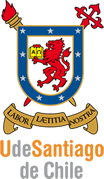 LABOR LÆTITIA NOSTRA
UdeSantiago
de Chile